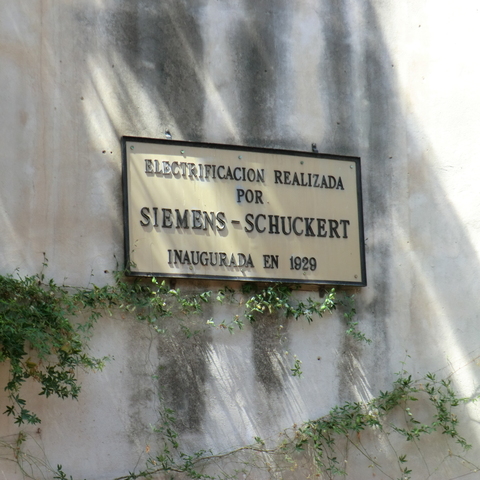 ELECTRIFICACION REALIZADA
POR
SIEMENS-SCHUCKERT
INAUGURADA EN 1929